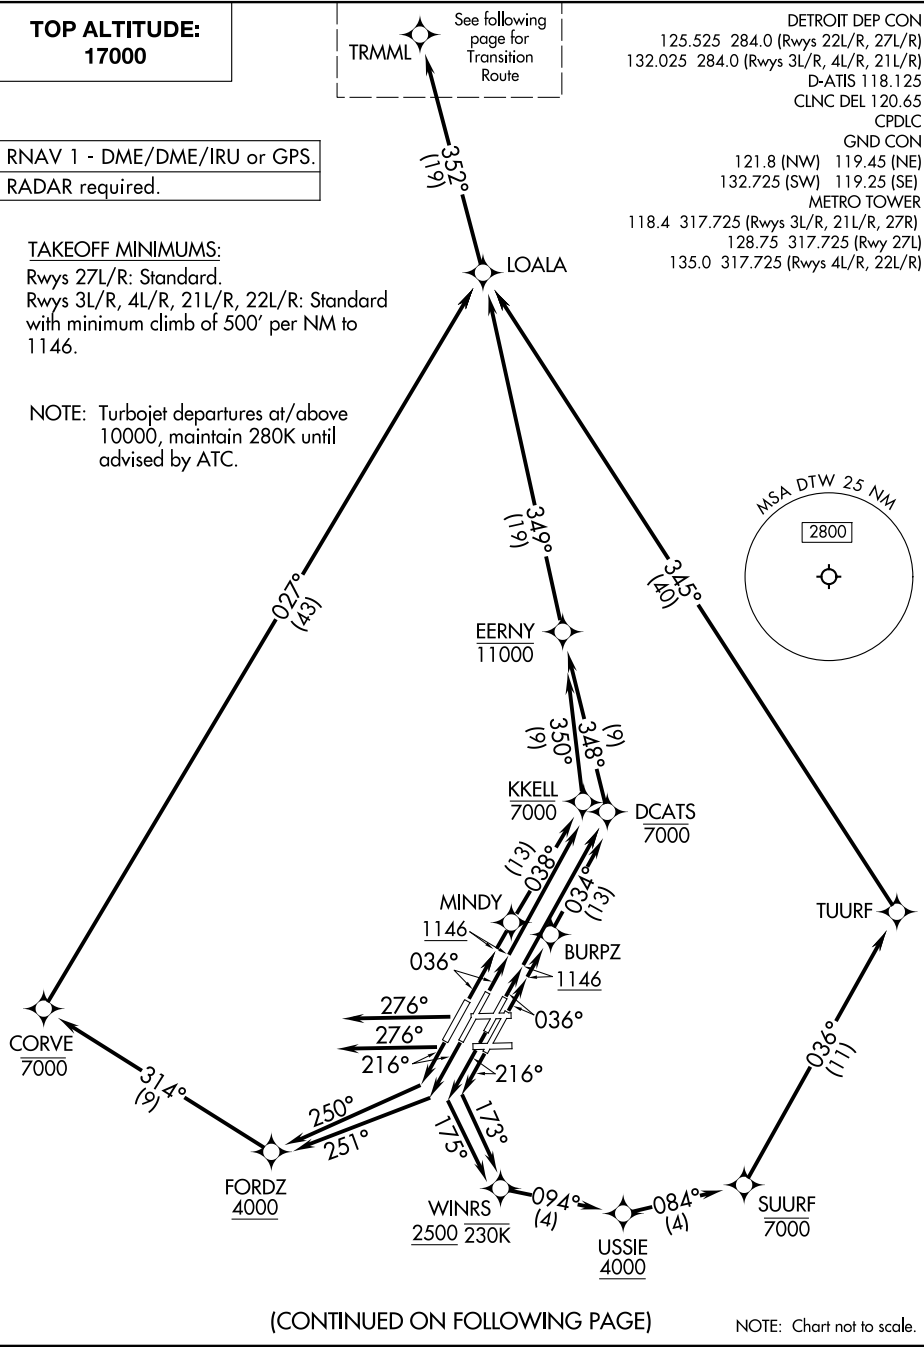 TOP ALTITUDE:
17000
TRMML
See following
page for
Transition
Route
DETROIT DEP CON
125.525 284.0 (Rwys 22L/R, 27L/R)
132.025 284.0 (Rwys 3L/R, 4L/R, 21L/R)
D-ATIS 118.125
CLNC DEL 120.65
CPDLC
GND CON
121.8 (NW) 119.45 (NE)
132.725 (SW) 119.25 (SE)
METRO TOWER
118.4 317.725 (Rwys 3L/R, 21L/R, 27R)
128.75 317.725 (Rwy 27L)
135.0 317.725 (Rwys 4L/R, 22L/R)
RNAV 1 - DME/DME/IRU or GPS.
RADAR required.
352°
(19)
LOALA
TAKEOFF MINIMUMS:
Rwys 27L/R: Standard.
Rwys 3L/R, 4L/R, 21L/R, 22L/R: Standard
with minimum climb of 500' per NM to
1146.
NOTE: Turbojet departures at/above
10000, maintain 280K until
advised by ATC.
MSA DTW 25 NM
2800
349°
(19)
345°
(40)
027°
(43)
EERNY
11000
350°
(9)
348°
(9)
KKELL
7000
DCATS
7000
038°
(13)
034°
(13)
MINDY
1146
BURPZ
1146
TUURF
036°
036°
276°
276°
216°
216°
CORVE
7000
314°
(9)
250°
251°
175°
173°
036°
(11)
FORDZ
4000
WINRS
2500 230K
094°
(4)
USSIE
4000
084°
(4)
SUURF
7000
(CONTINUED ON FOLLOWING PAGE)
NOTE: Chart not to scale.